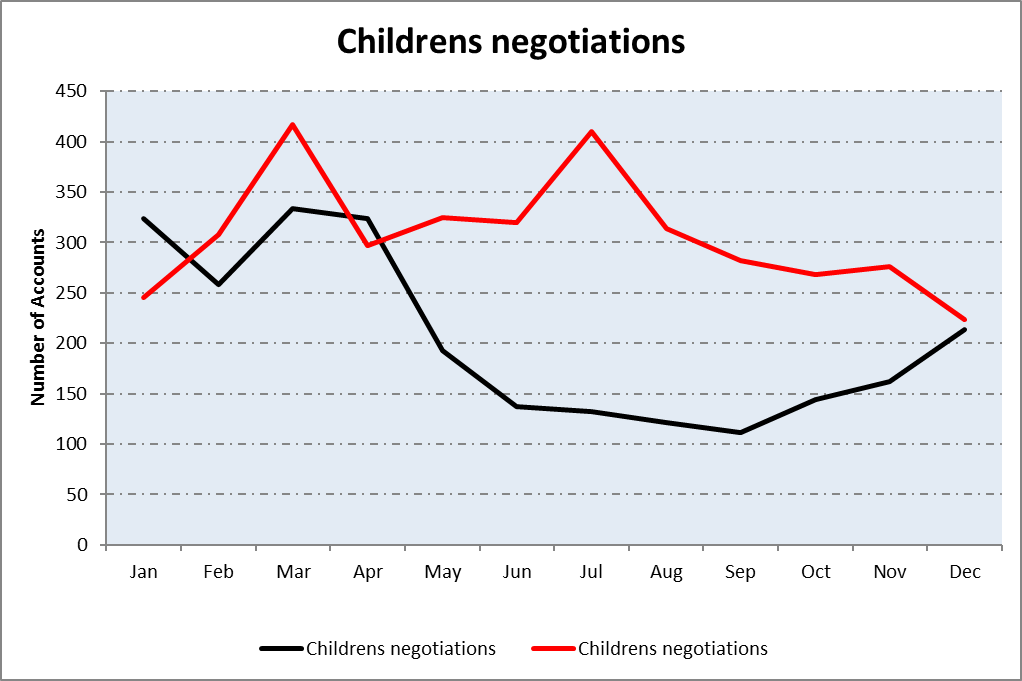 Childrens negotiations
450
400
350
300
250
200
150
100
50
0
Number of Accounts
Jan Feb Mar Apr May Jun Jul Aug Sep Oct Nov Dec
Childrens negotiations Childrens negotiations